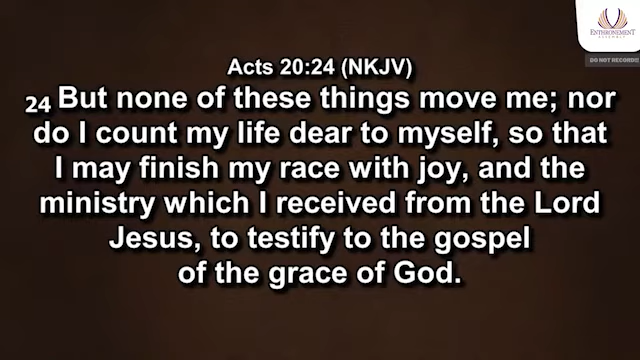 ENTHRONEMENT
ASSEMBLY
DO NOT RECORD!!
Acts 20:24 (NKJV)
24 But none of these things move me; nor
do I count my life dear to myself, so that
I may finish my race with joy, and the
ministry which I received from the Lord
Jesus, to testify to the gospel
of the grace of God.